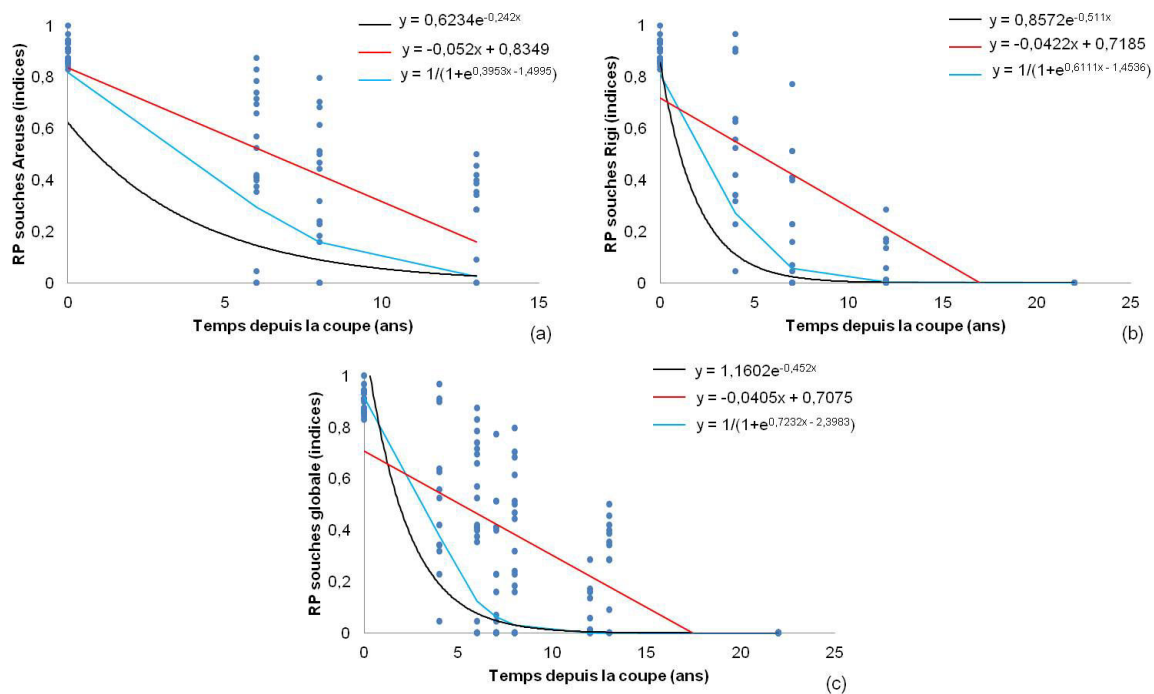 y = 0,6234e^-0,242x
y = -0,052x + 0,8349
y = 1/(1+e^0,3953x - 1,4995)
RP souches Areuse (indices)
1
0,8
0,6
0,4
0,2
0
0 5 10 15
Temps depuis la coupe (ans)
(a)
y = 0,8572e^-0,511x
y = -0,0422x + 0,7185
y = 1/(1+e^0,6111x - 1,4536)
RP souches Rigi (indices)
1
0,8
0,6
0,4
0,2
0
0 5 10 15 20 25
Temps depuis la coupe (ans)
(b)
y = 1,1602e^-0,452x
y = -0,0405x + 0,7075
y = 1/(1+e^0,7232x - 2,3983)
RP souches globale (indices)
1
0,8
0,6
0,4
0,2
0
0 5 10 15 20 25
Temps depuis la coupe (ans)
(c)